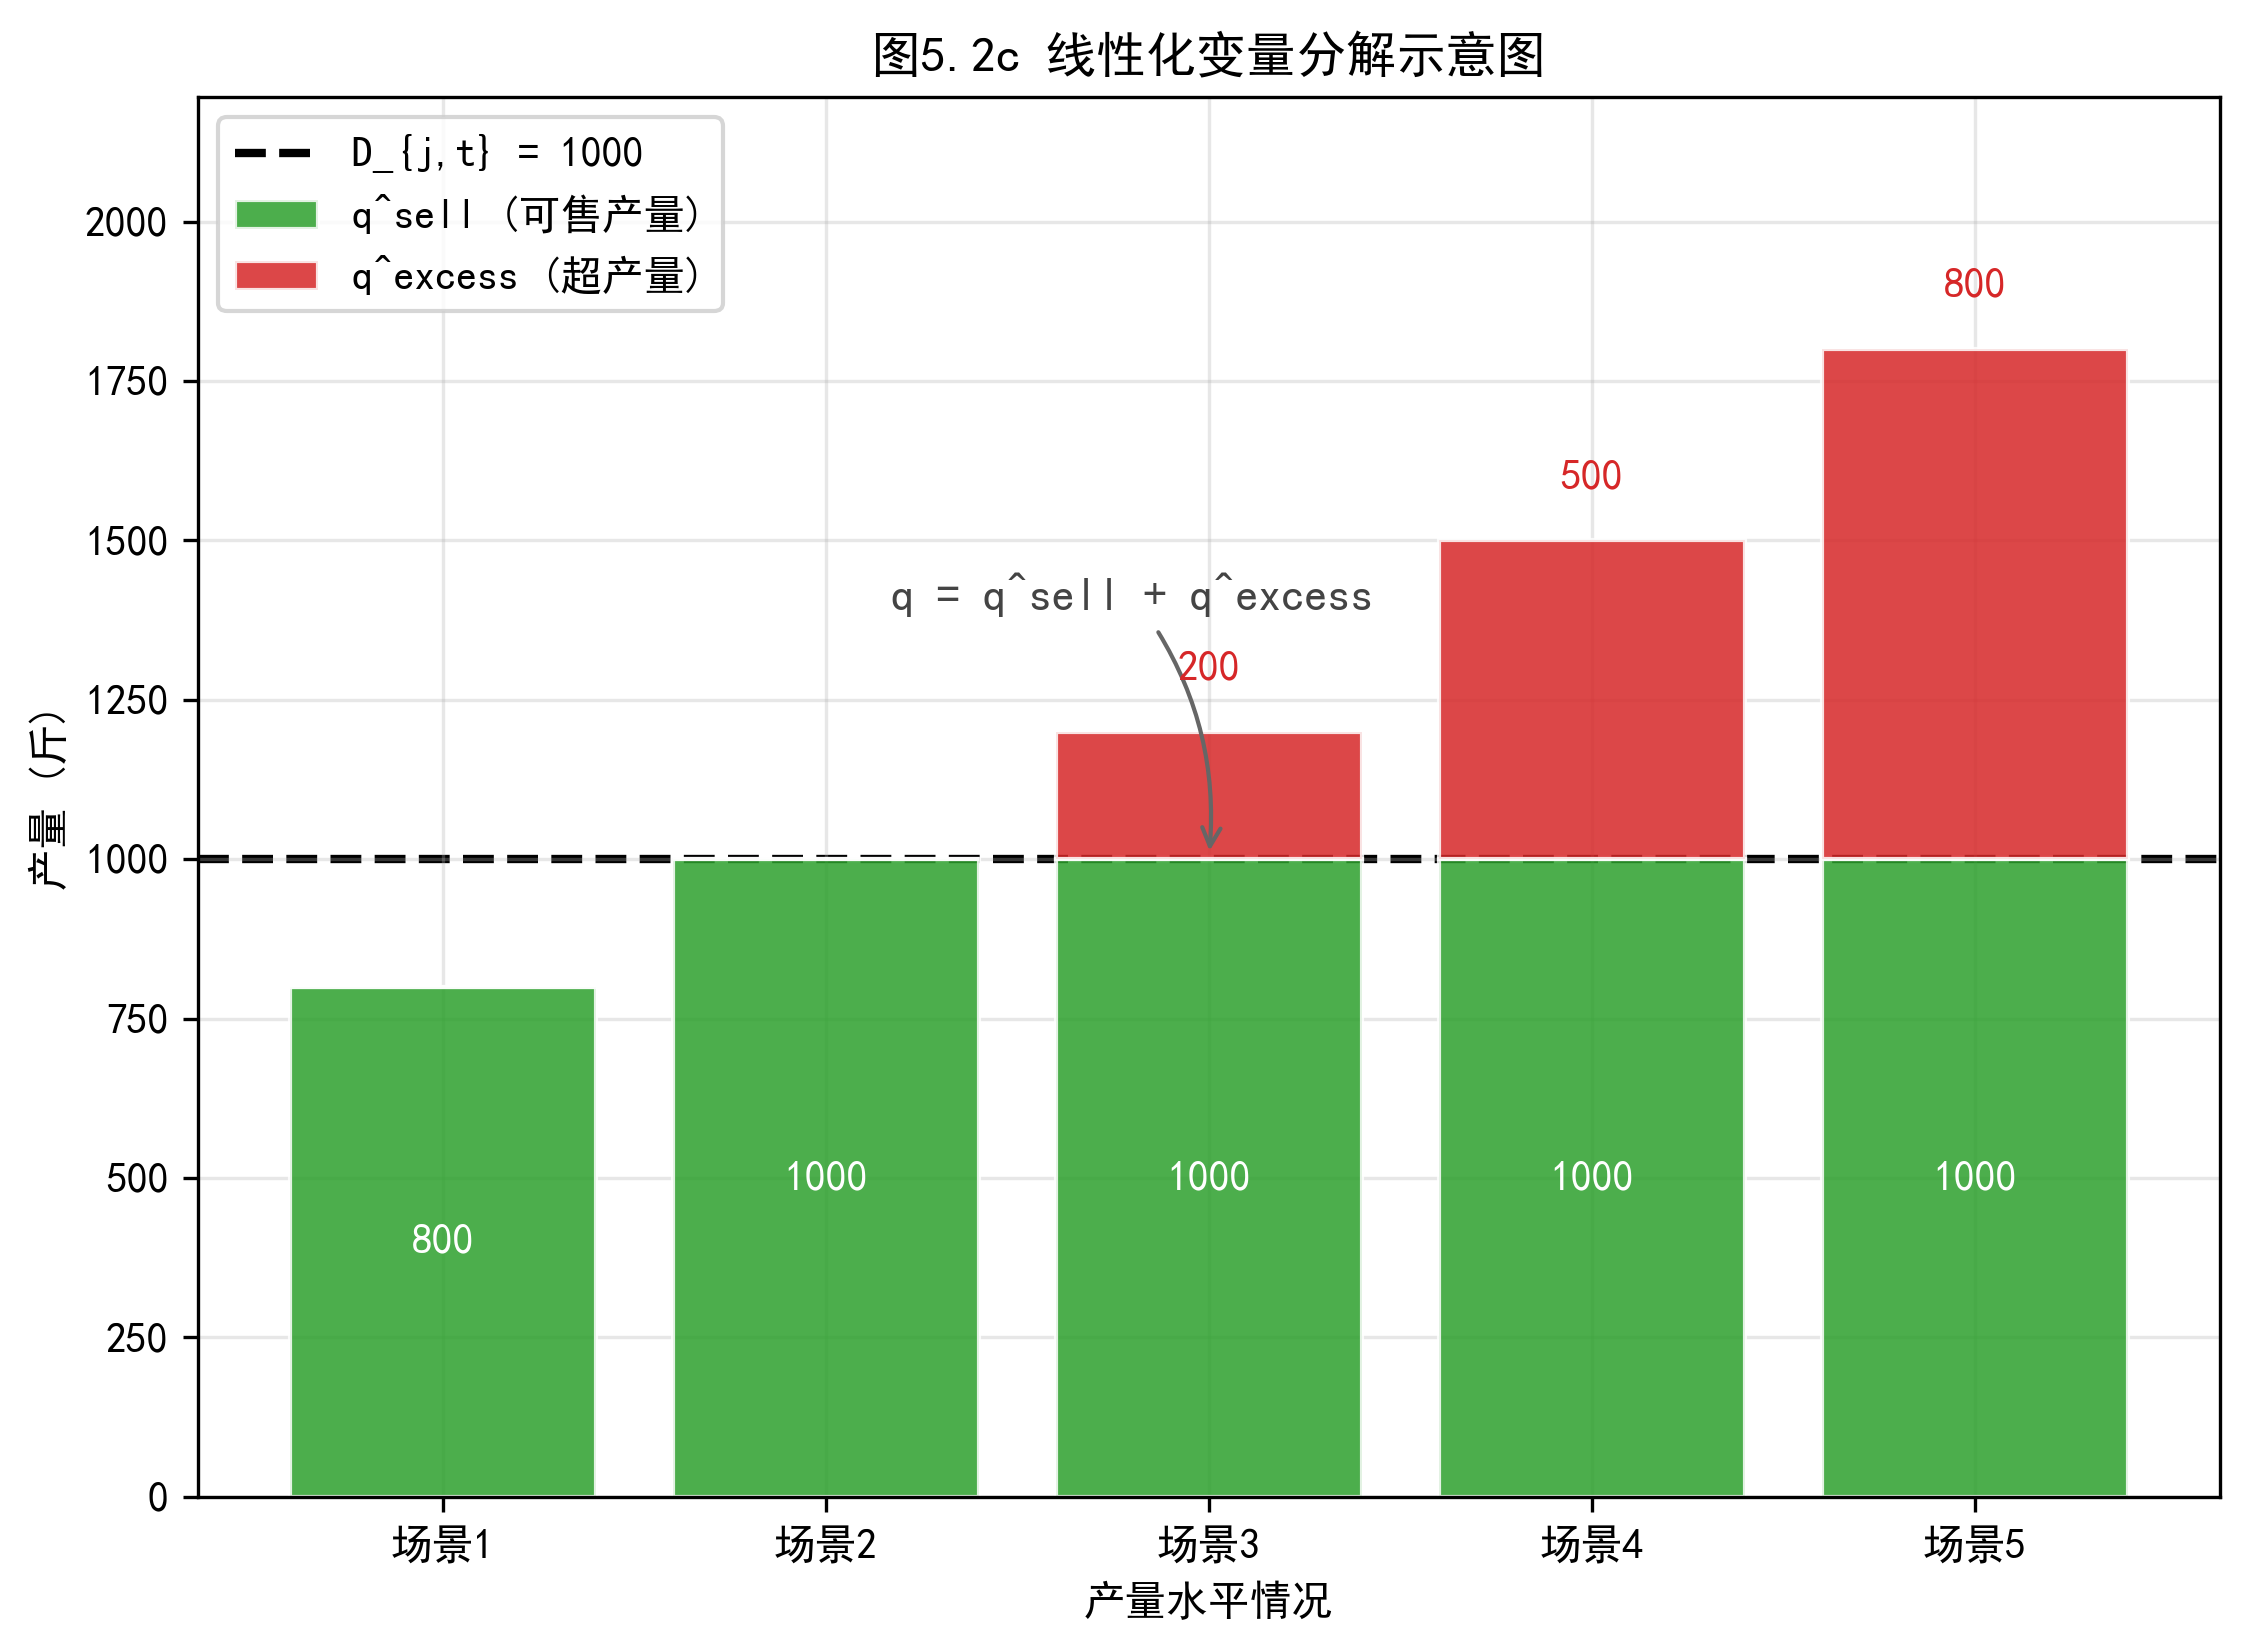 图5.2c 线性化变量分解示意图
D_{j,t} = 1000
q^sell (可售产量)
q^excess (超产量)
产量 (斤)
2000
1750
1500
1250
1000
750
500
250
0
800
500
q = q^sell + q^excess
200
1000
1000
1000
1000
800
场景1
场景2
场景3
场景4
场景5
产量水平情况